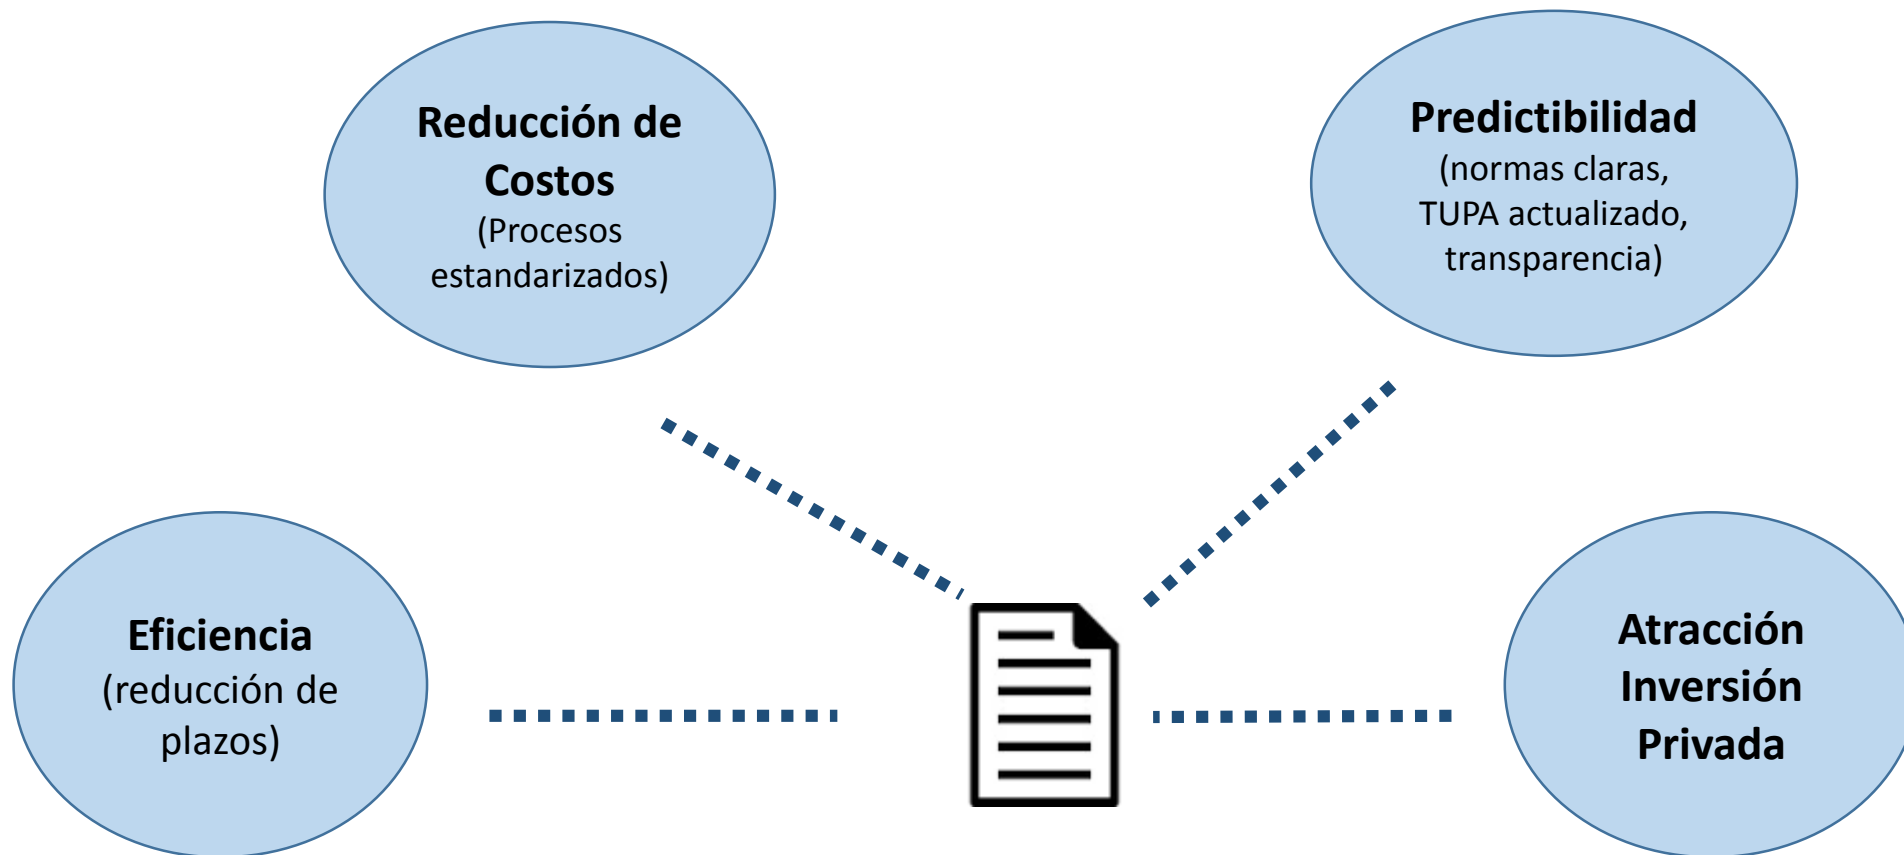 Reducción de
Costos
(Procesos
estandarizados)
Predictibilidad
(normas claras,
TUPA actualizado,
transparencia)
Eficiencia
(reducción de
plazos)
Atracción
Inversión
Privada